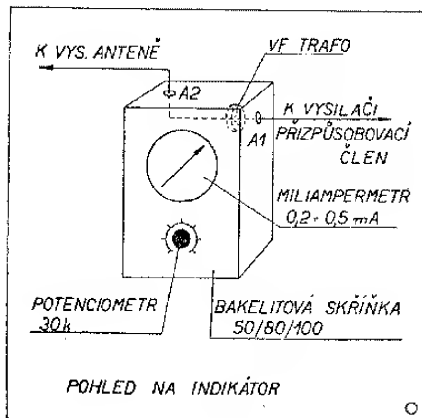 K VYS. ANTENĚ
VF TRAFO
A2
A1
K VYSILAČI
PŘIZPŮSOBOVACÍ
ČLEN
MILIAMPERMETR
0,2 - 0,5 mA
POTENCIOMETR
30k
BAKELITOVÁ SKŘÍŇKA
50/80/100
POHLED NA INDIKÁTOR